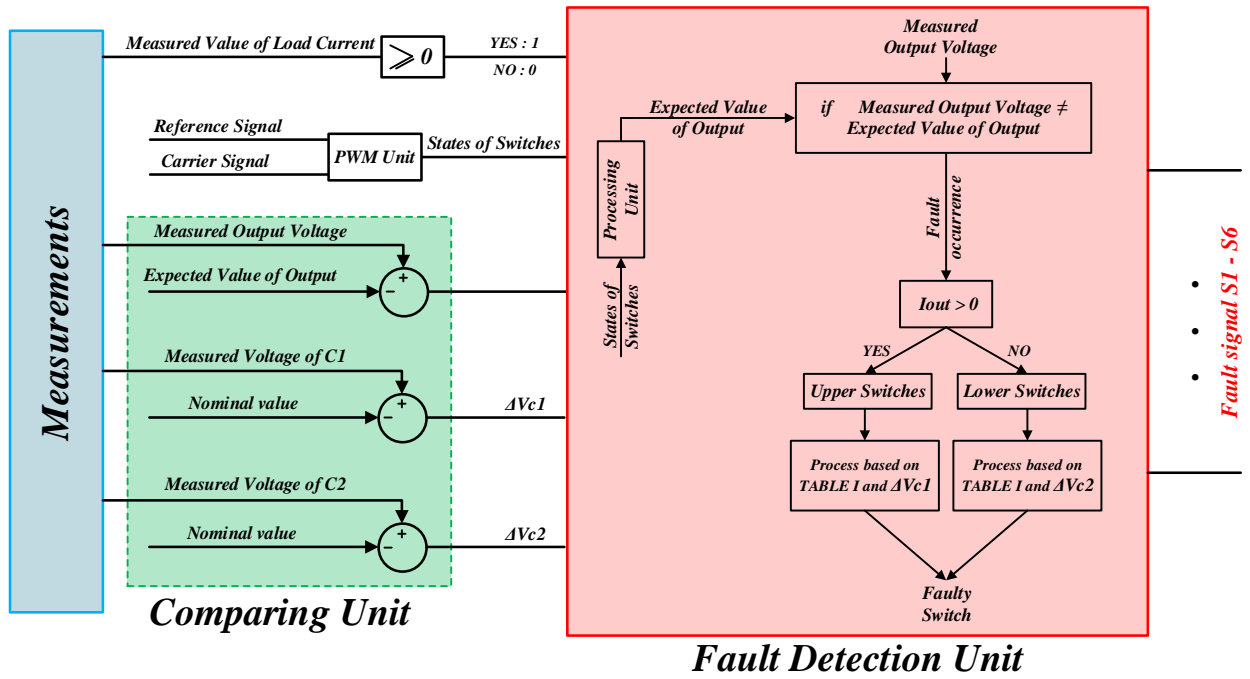 Measurements
Measured Value of Load Current
⩾ 0
YES : 1
NO : 0
Reference Signal
Carrier Signal
PWM Unit
States of Switches
Measured Output Voltage
+
Expected Value of Output
−
Measured Voltage of C1
+
Nominal value
−
ΔVc1
Measured Voltage of C2
+
Nominal value
−
ΔVc2
Comparing Unit
Measured
Output Voltage
Expected Value
of Output
if Measured Output Voltage ≠
Expected Value of Output
Processing
Unit
States of
Switches
Fault
occurrence
Iout > 0
YES
NO
Upper Switches
Lower Switches
Process based on
TABLE I and ΔVc1
Process based on
TABLE I and ΔVc2
Faulty
Switch
Fault Detection Unit
Fault signal S1 - S6